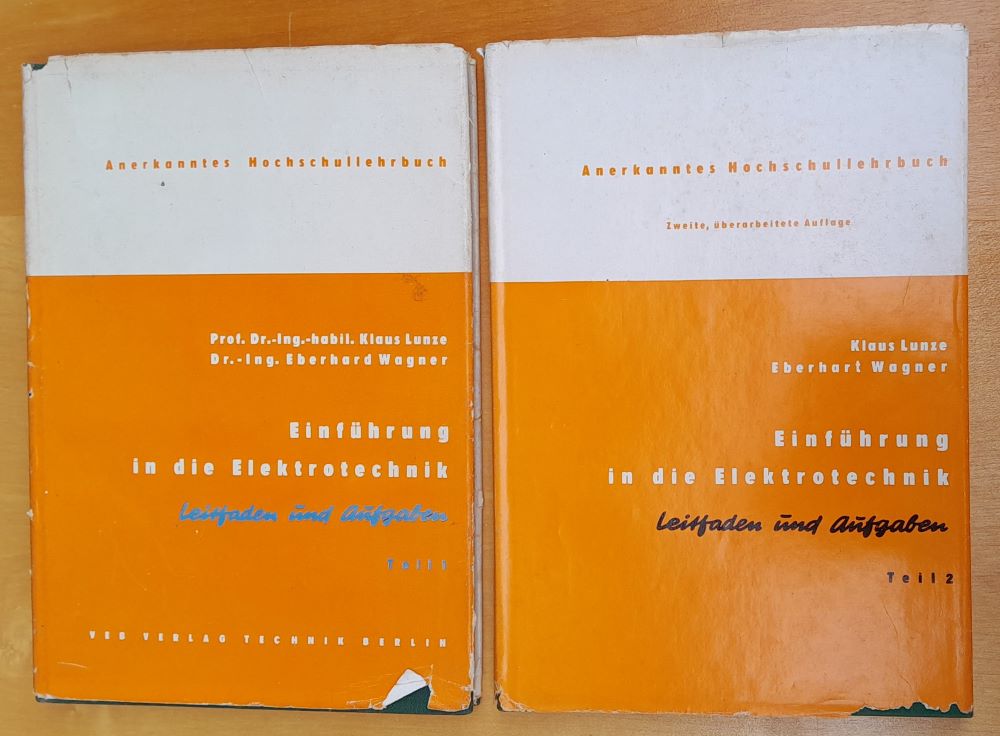 Anerkanntes Hochschullehrbuch
Prof. Dr.-Ing.-habil. Klaus Lunze
Dr.-Ing. Eberhard Wagner
Einführung
in die Elektrotechnik
Leitfaden und Aufgaben
Teil 1
VEB VERLAG TECHNIK BERLIN
Anerkanntes Hochschullehrbuch
Zweite, überarbeitete Auflage
Klaus Lunze
Eberhart Wagner
Einführung
in die Elektrotechnik
Leitfaden und Aufgaben
Teil 2